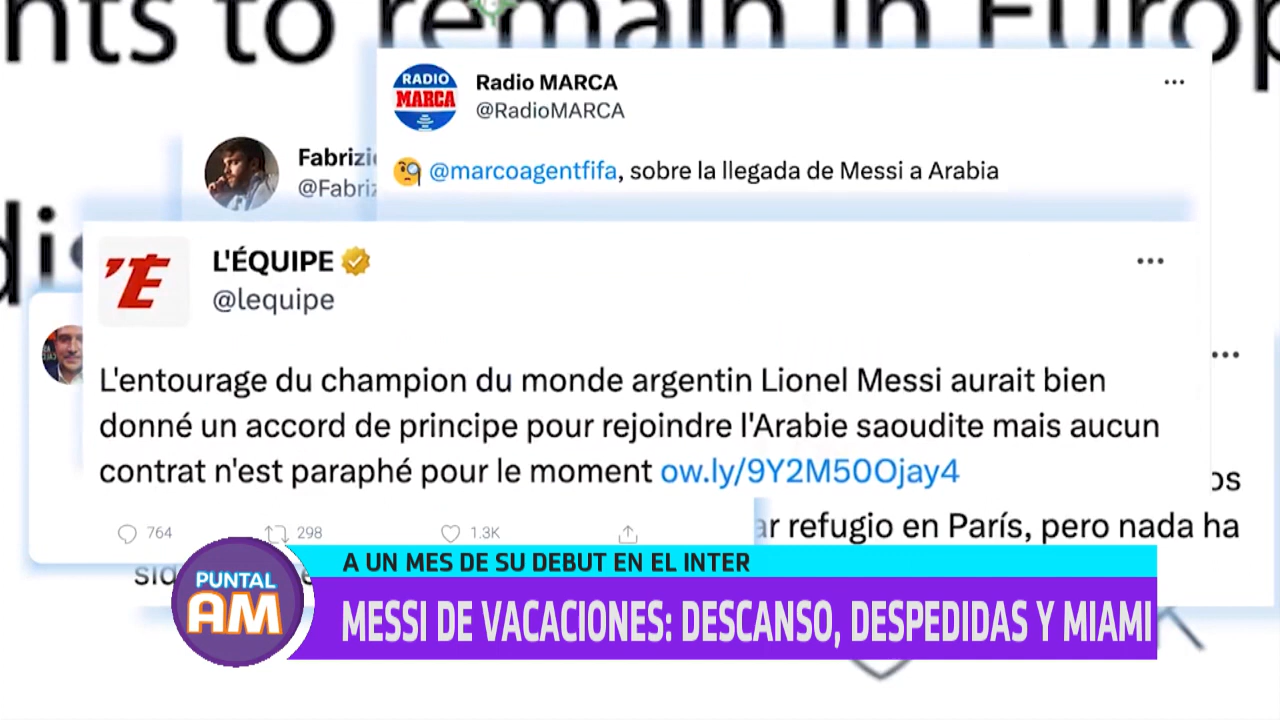 nts to remain in Europ
RADIO
MARCA
Radio MARCA
@RadioMARCA
@marcoagentfifa, sobre la llegada de Messi a Arabia
Fabrizi
@Fabriz
di
L'ÉQUIPE
@lequipe
L'entourage du champion du monde argentin Lionel Messi aurait bien
donné un accord de principe pour rejoindre l'Arabie saoudite mais aucun
contrat n'est paraphé pour le moment ow.ly/9Y2M50Ojay4
os
764 298 1.3K
ar refugio en París, pero nada ha
PUNTAL
AM
A UN MES DE SU DEBUT EN EL INTER
MESSI DE VACACIONES: DESCANSO, DESPEDIDAS Y MIAMI